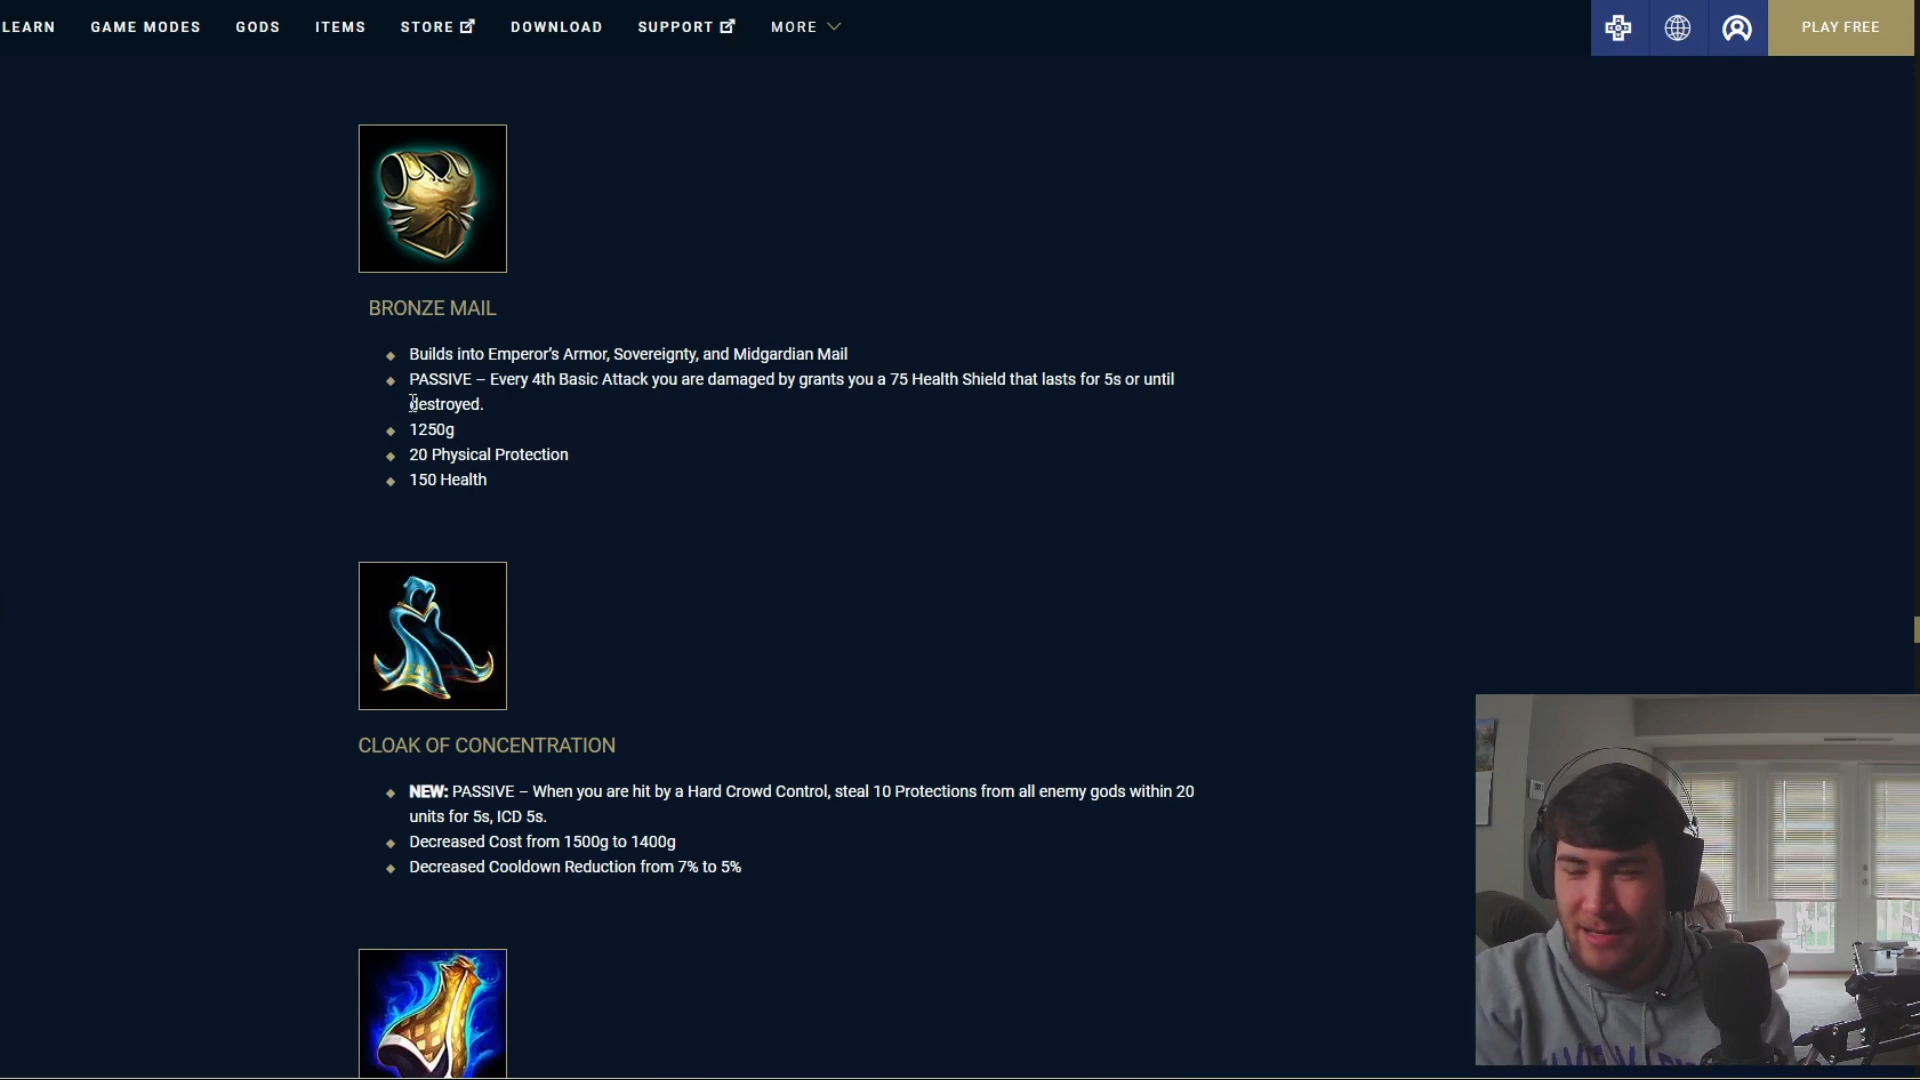 LEARN GAME MODES GODS ITEMS STORE DOWNLOAD SUPPORT MORE PLAY FREE
BRONZE MAIL
Builds into Emperor’s Armor, Sovereignty, and Midgardian Mail
PASSIVE – Every 4th Basic Attack you are damaged by grants you a 75 Health Shield that lasts for 5s or until
destroyed.
1250g
20 Physical Protection
150 Health
CLOAK OF CONCENTRATION
NEW: PASSIVE – When you are hit by a Hard Crowd Control, steal 10 Protections from all enemy gods within 20
units for 5s, ICD 5s.
Decreased Cost from 1500g to 1400g
Decreased Cooldown Reduction from 7% to 5%